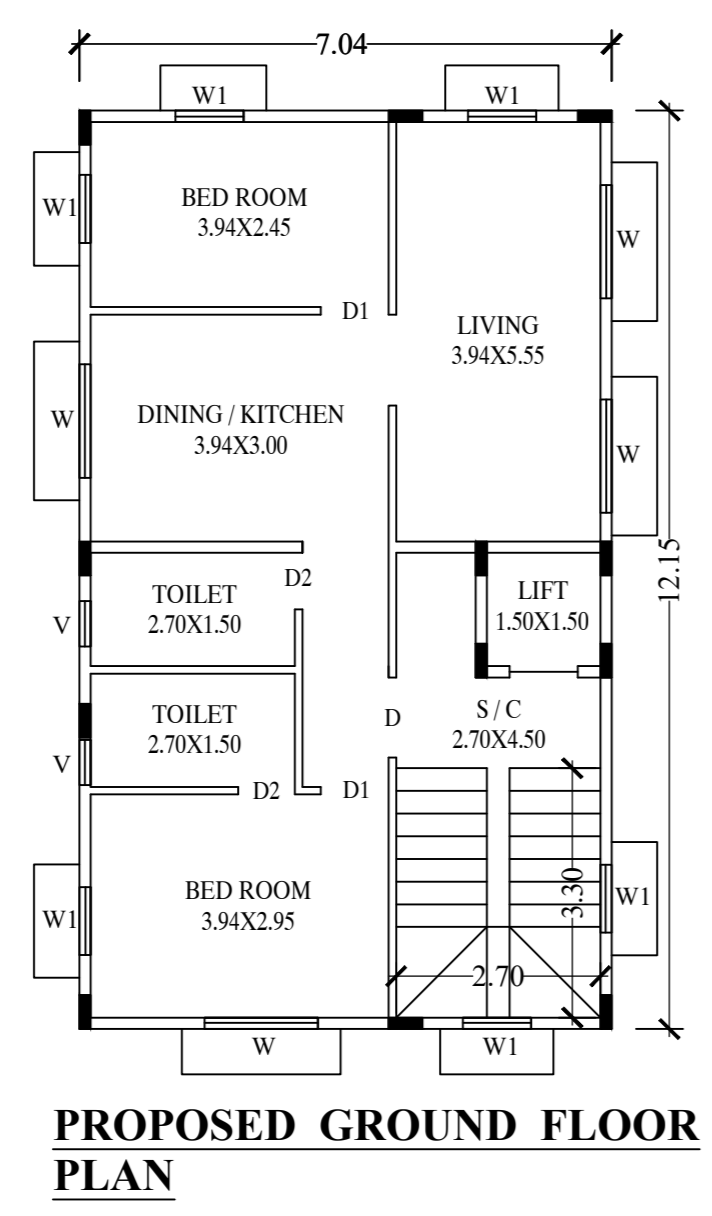 7.04
W1
W1
BED ROOM
3.94X2.45
W1
W
D1
LIVING
3.94X5.55
DINING / KITCHEN
3.94X3.00
W
W
12.15
D2
TOILET
2.70X1.50
LIFT
1.50X1.50
V
TOILET
2.70X1.50
D
S / C
2.70X4.50
V
D2
D1
BED ROOM
3.94X2.95
3.30
W1
W1
2.70
W
W1
PROPOSED GROUND FLOOR
PLAN